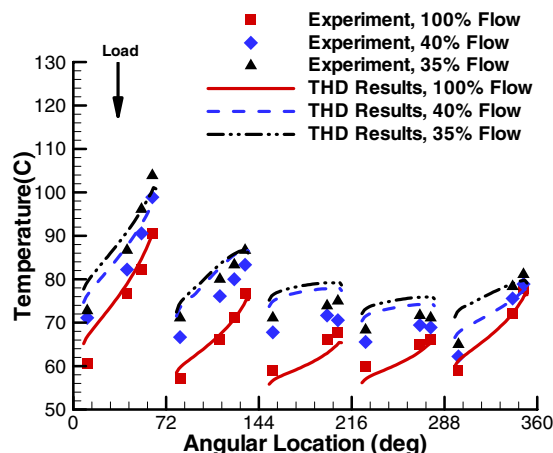 Experiment, 100% Flow
Experiment, 40% Flow
Experiment, 35% Flow
THD Results, 100% Flow
THD Results, 40% Flow
THD Results, 35% Flow
Load
Temperature(C)
130
120
110
100
90
80
70
60
50
0 72 144 216 288 360
Angular Location (deg)